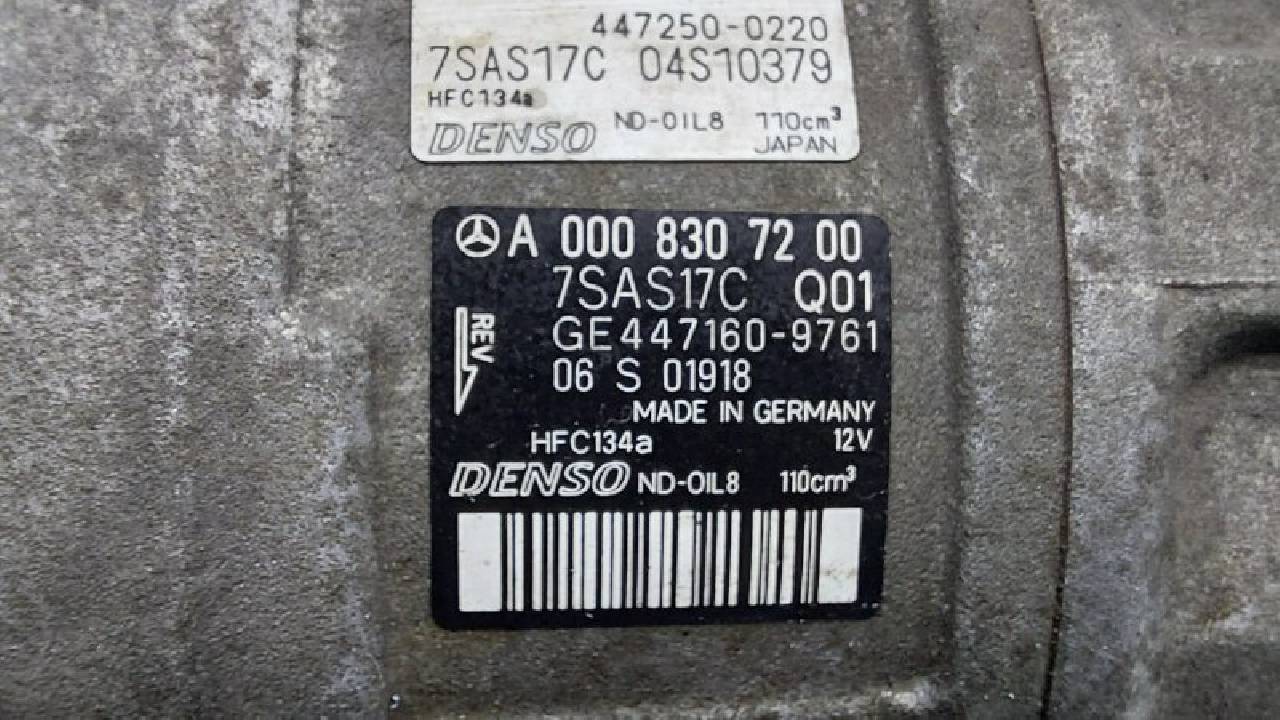 447250-0220
7SAS17C 04S10379
HFC134a
DENSO ND-OIL8 110cm³
JAPAN
A 000 830 72 00
7SAS17C Q01
GE447160-9761
REV
06 S 01918
MADE IN GERMANY
HFC134a 12V
DENSO ND-OIL8 110cm³